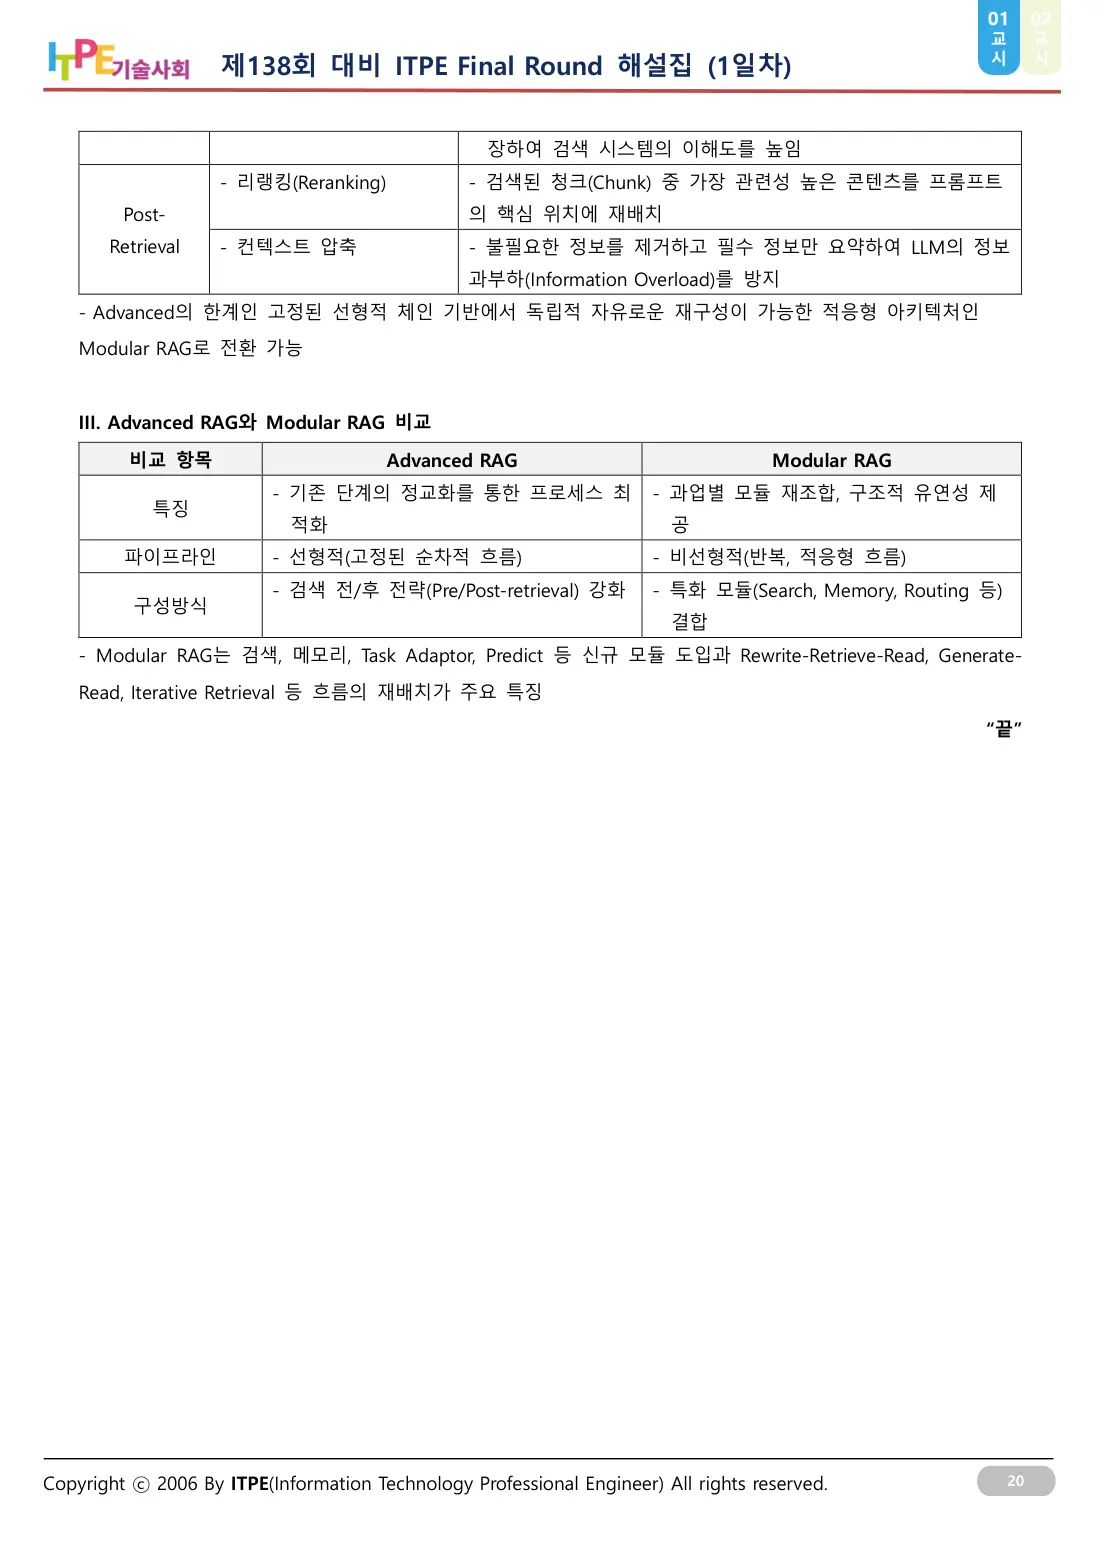 ITPE기술사회 제138회 대비 ITPE Final Round 해설집 (1일차)
01
교
시
02
교
시
장하여 검색 시스템의 이해도를 높임
Post-
Retrieval
- 리랭킹(Reranking)
- 검색된 청크(Chunk) 중 가장 관련성 높은 콘텐츠를 프롬프트
의 핵심 위치에 재배치
- 컨텍스트 압축
- 불필요한 정보를 제거하고 필수 정보만 요약하여 LLM의 정보
과부하(Information Overload)를 방지
- Advanced의 한계인 고정된 선형적 체인 기반에서 독립적 자유로운 재구성이 가능한 적응형 아키텍처인
Modular RAG로 전환 가능
III. Advanced RAG와 Modular RAG 비교
비교 항목
Advanced RAG
Modular RAG
특징
- 기존 단계의 정교화를 통한 프로세스 최
적화
- 과업별 모듈 재조합, 구조적 유연성 제
공
파이프라인
- 선형적(고정된 순차적 흐름)
- 비선형적(반복, 적응형 흐름)
구성방식
- 검색 전/후 전략(Pre/Post-retrieval) 강화
- 특화 모듈(Search, Memory, Routing 등)
결합
- Modular RAG는 검색, 메모리, Task Adaptor, Predict 등 신규 모듈 도입과 Rewrite-Retrieve-Read, Generate-
Read, Iterative Retrieval 등 흐름의 재배치가 주요 특징
“끝”
Copyright ⓒ 2006 By ITPE(Information Technology Professional Engineer) All rights reserved.
20